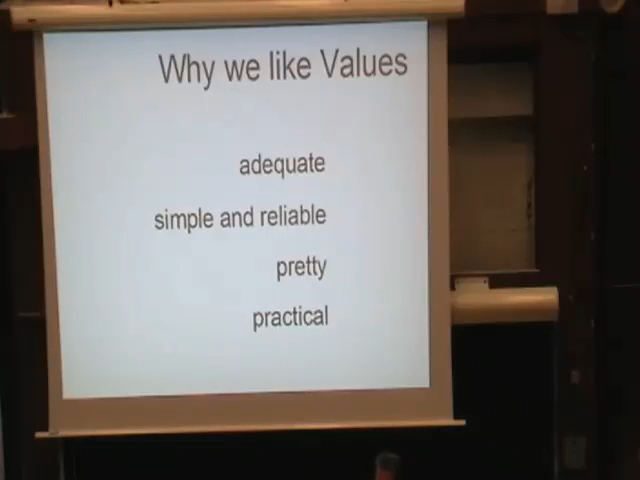 Why we like Values
adequate
simple and reliable
pretty
practical